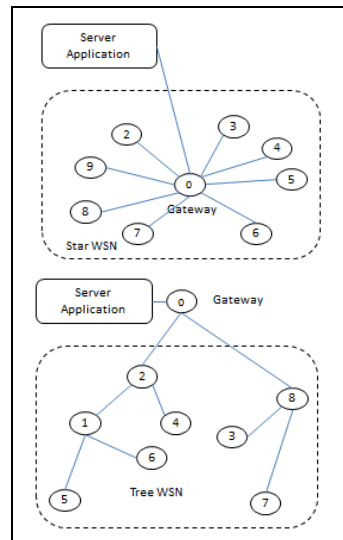 Server
Application
2
3
4
9
0
5
8
Gateway
7
6
Star WSN
Server
Application
0
Gateway
2
8
1
4
3
6
5
Tree WSN
7